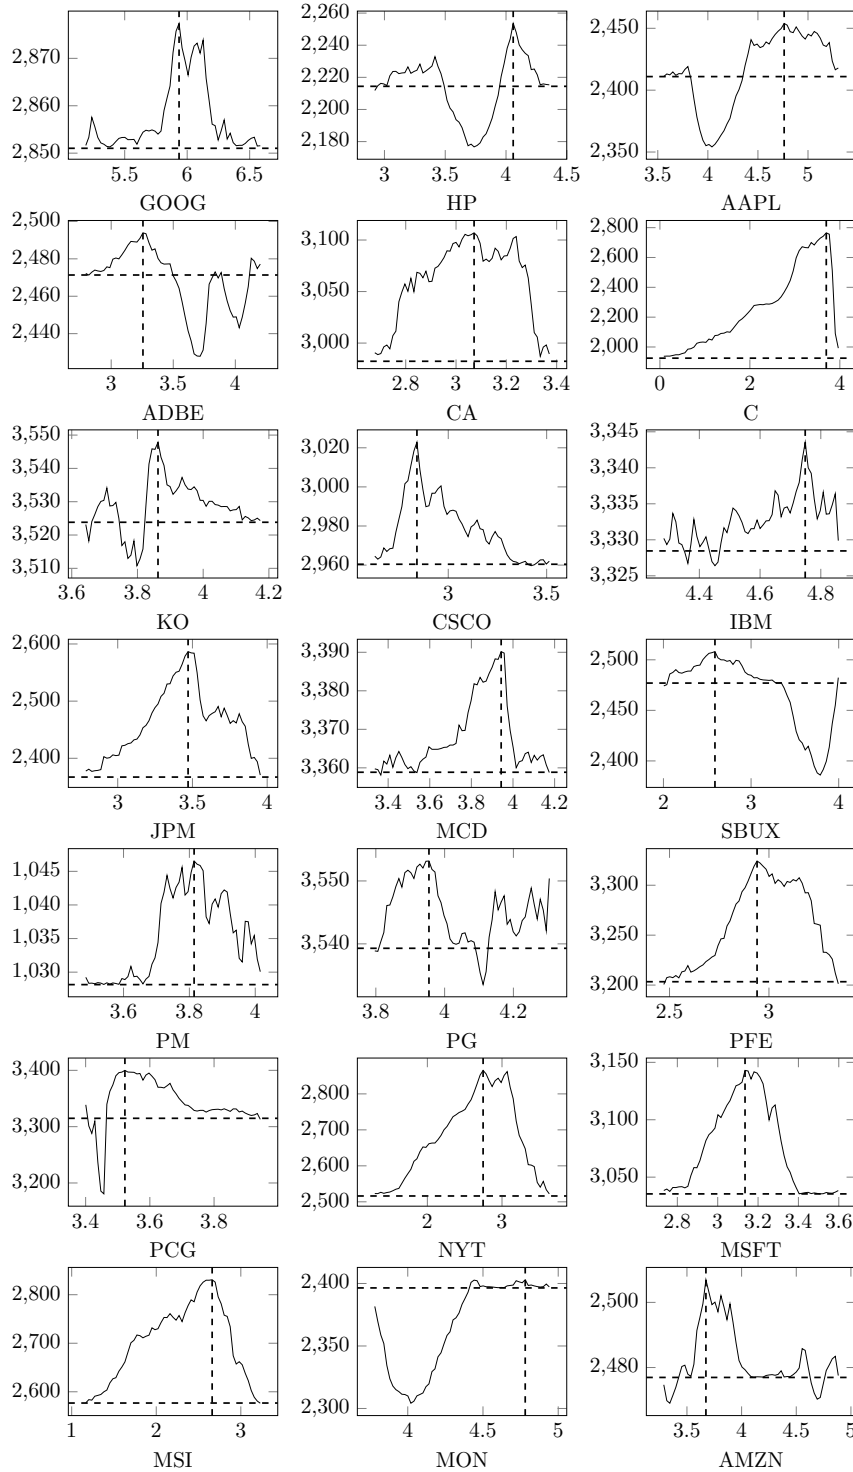 2,870
2,860
2,850
5.5 6 6.5
GOOG
2,260
2,240
2,220
2,200
2,180
3 3.5 4 4.5
HP
2,450
2,400
2,350
3.5 4 4.5 5
AAPL
2,500
2,480
2,460
2,440
3 3.5 4
ADBE
3,100
3,050
3,000
2.8 3 3.2 3.4
CA
2,800
2,600
2,400
2,200
2,000
0 2 4
C
3,550
3,540
3,530
3,520
3,510
3.6 3.8 4 4.2
KO
3,020
3,000
2,980
2,960
3 3.5
CSCO
3,345
3,340
3,335
3,330
3,325
4.4 4.6 4.8
IBM
2,600
2,500
2,400
3 3.5 4
JPM
3,390
3,380
3,370
3,360
3.4 3.6 3.8 4 4.2
MCD
2,500
2,450
2,400
2 3 4
SBUX
1,045
1,040
1,035
1,030
3.6 3.8 4
PM
3,550
3,540
3.8 4 4.2
PG
3,300
3,250
3,200
2.5 3
PFE
3,400
3,300
3,200
3.4 3.6 3.8
PCG
2,800
2,700
2,600
2,500
2 3
NYT
3,150
3,100
3,050
2.8 3 3.2 3.4 3.6
MSFT
2,800
2,700
2,600
1 2 3
MSI
2,400
2,350
2,300
4 4.5 5
MON
2,500
2,480
3.5 4 4.5 5
AMZN